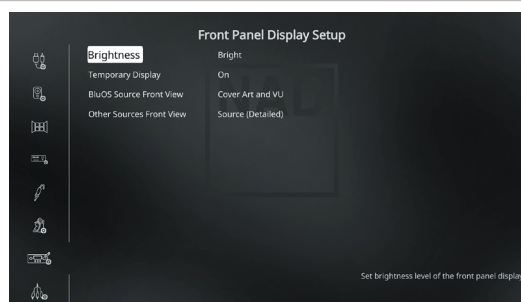 Front Panel Display Setup
Brightness Bright
Temporary Display On
BluOS Source Front View Cover Art and VU
Other Sources Front View Source (Detailed)
NAD
Set brightness level of the front panel display